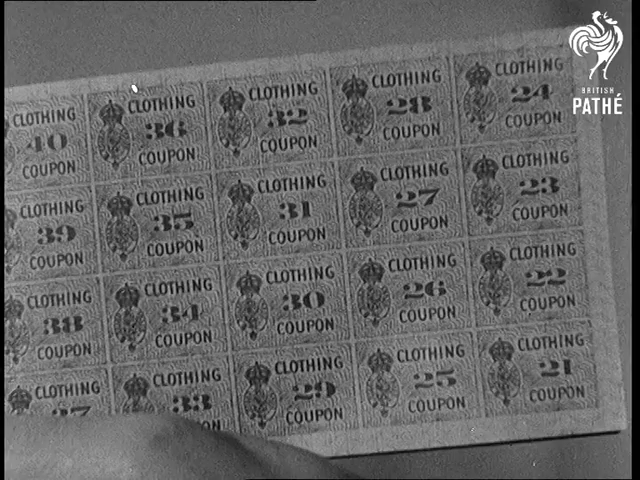 CLOTHING
40
COUPON
CLOTHING
36
COUPON
CLOTHING
32
COUPON
CLOTHING
28
COUPON
CLOTHING
24
COUPON
CLOTHING
39
COUPON
CLOTHING
35
COUPON
CLOTHING
31
COUPON
CLOTHING
27
COUPON
CLOTHING
23
COUPON
CLOTHING
38
COUPON
CLOTHING
34
COUPON
CLOTHING
30
COUPON
CLOTHING
26
COUPON
CLOTHING
22
COUPON
CLOTHING
37
CLOTHING
33
CLOTHING
29
COUPON
CLOTHING
25
COUPON
CLOTHING
21
COUPON
BRITISH
PATHÉ